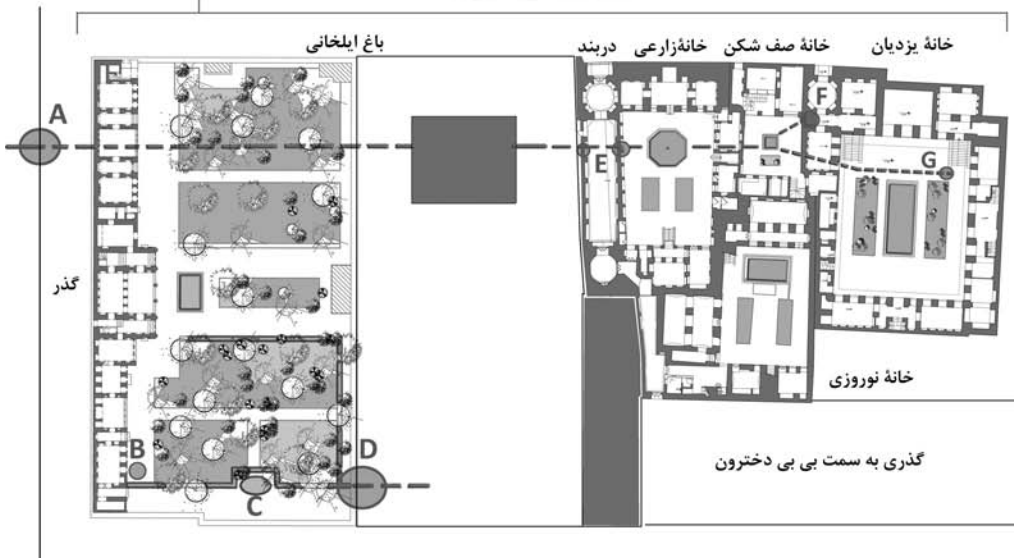 خانهٔ یزدیان
خانهٔ صف شکن
خانهٔزارعی
دربند
باغ ایلخانی
A
F
E
G
گذر
خانهٔ نوروزی
B
D
C
گذری به سمت بی بی دخترون